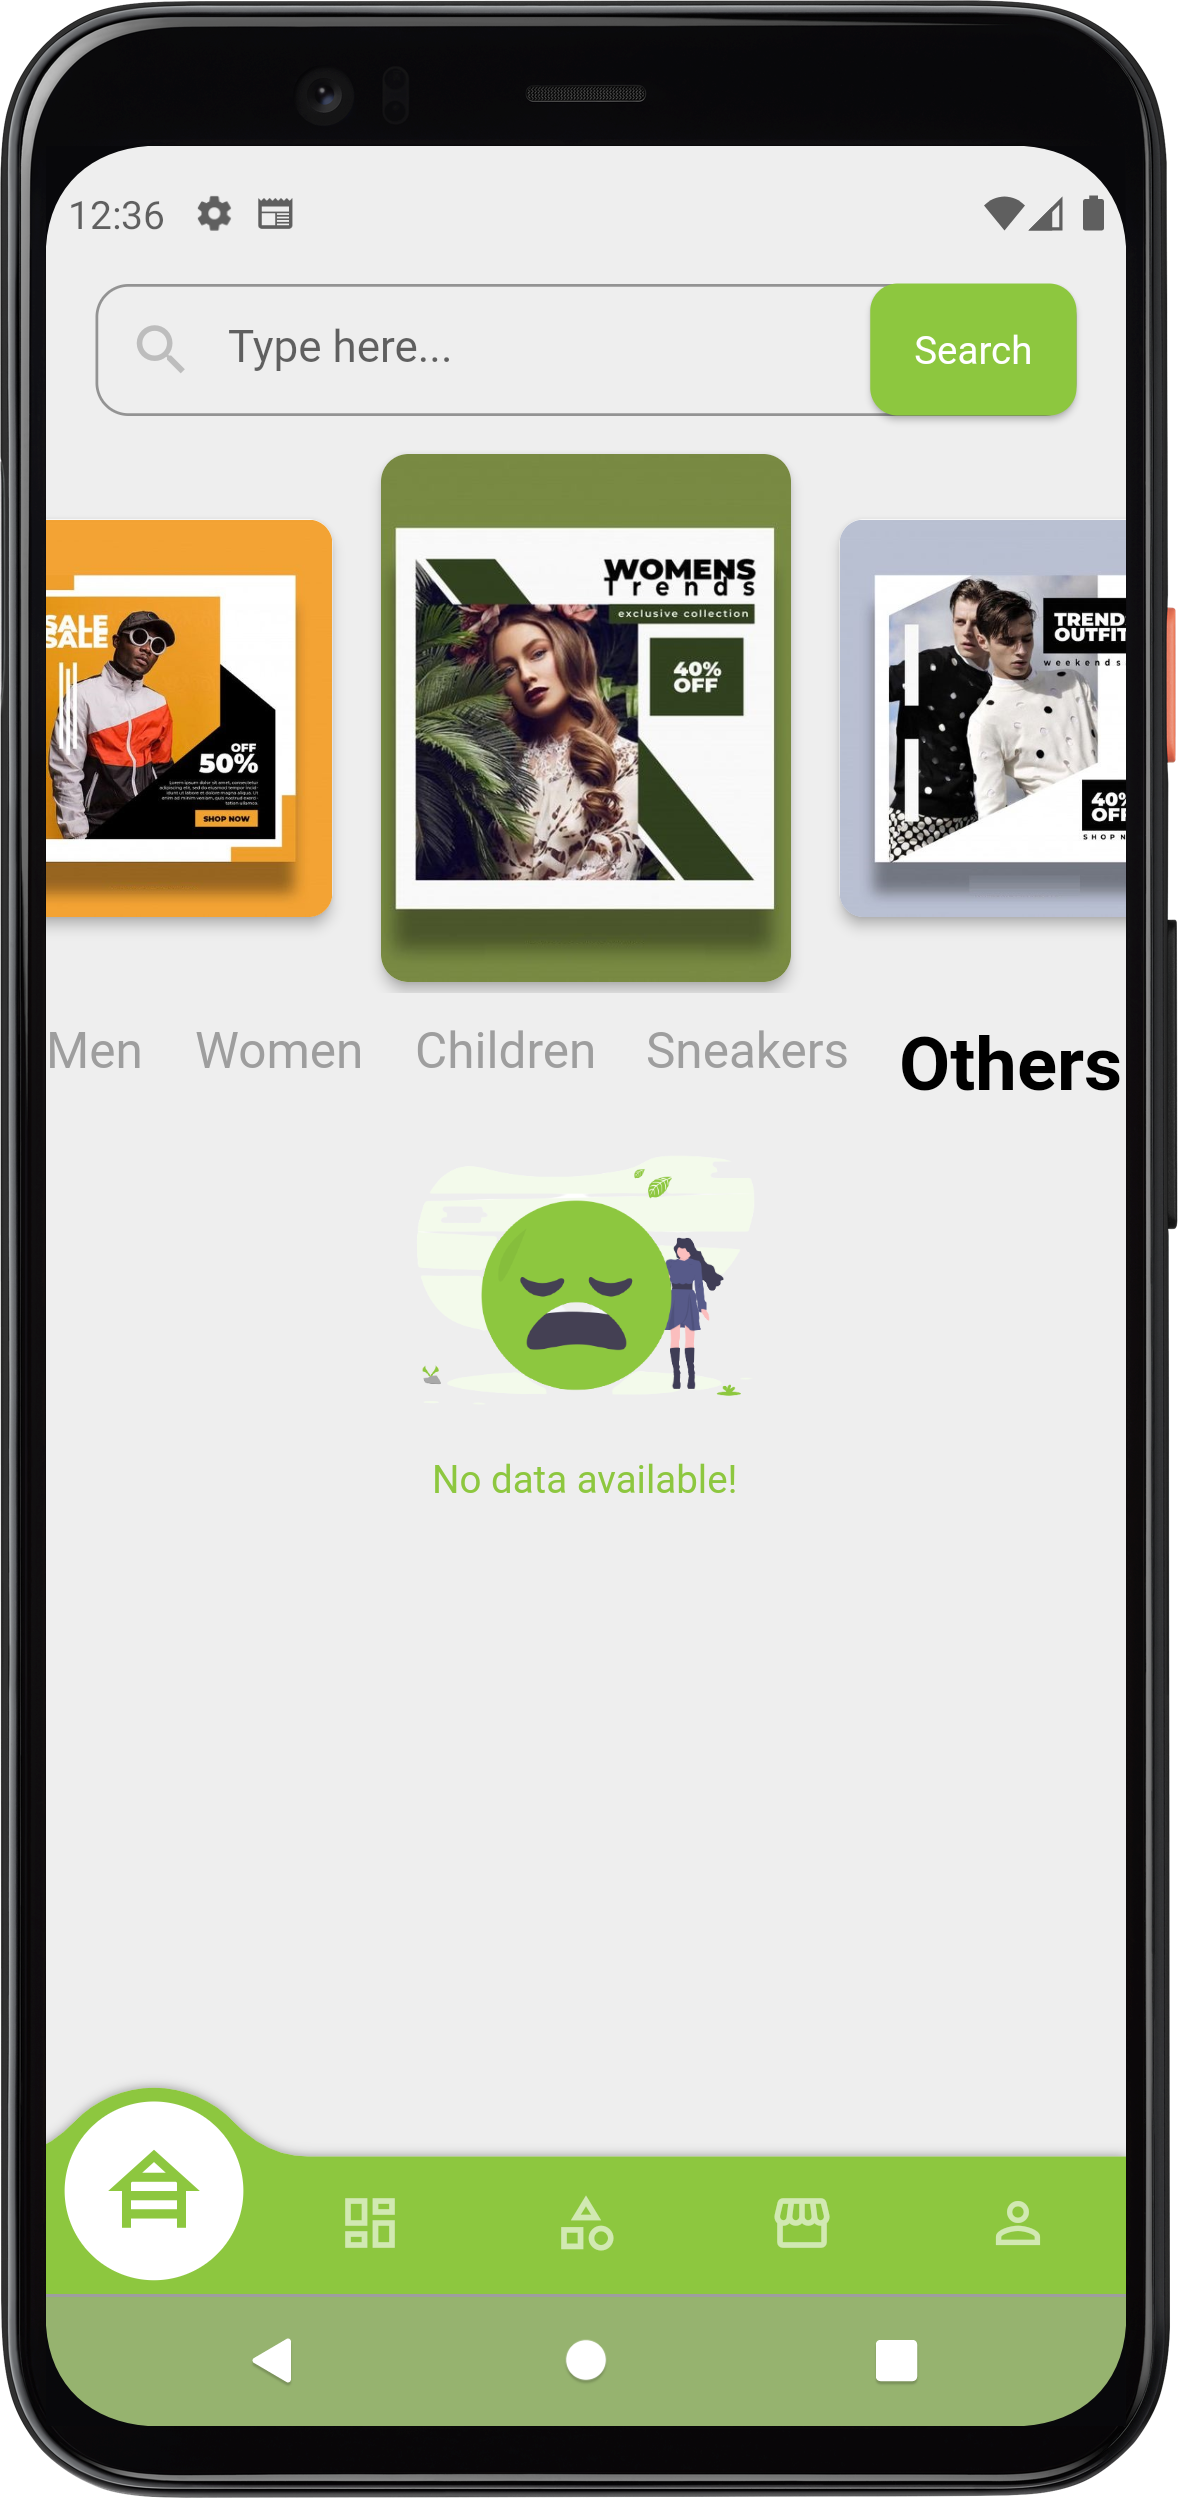 12:36
Type here...
Search
SALE
SALE
OFF
50%
SHOP NOW
WOMENS
Trends
exclusive collection
40%
OFF
TREND
OUTFIT
weekends
40%
OFF
SHOP N
Men Women Children Sneakers Others
No data available!